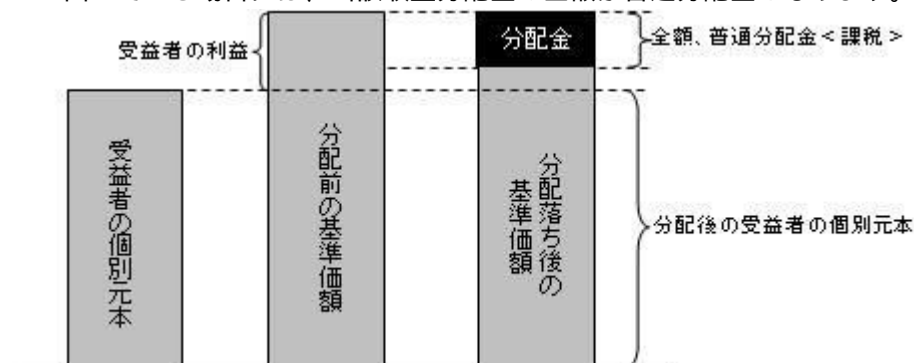 受益者の利益
分配金
全額、普通分配金<課税>
受益者の個別元本
分配前の基準価額
分配落ち後の
基準価額
分配後の受益者の個別元本